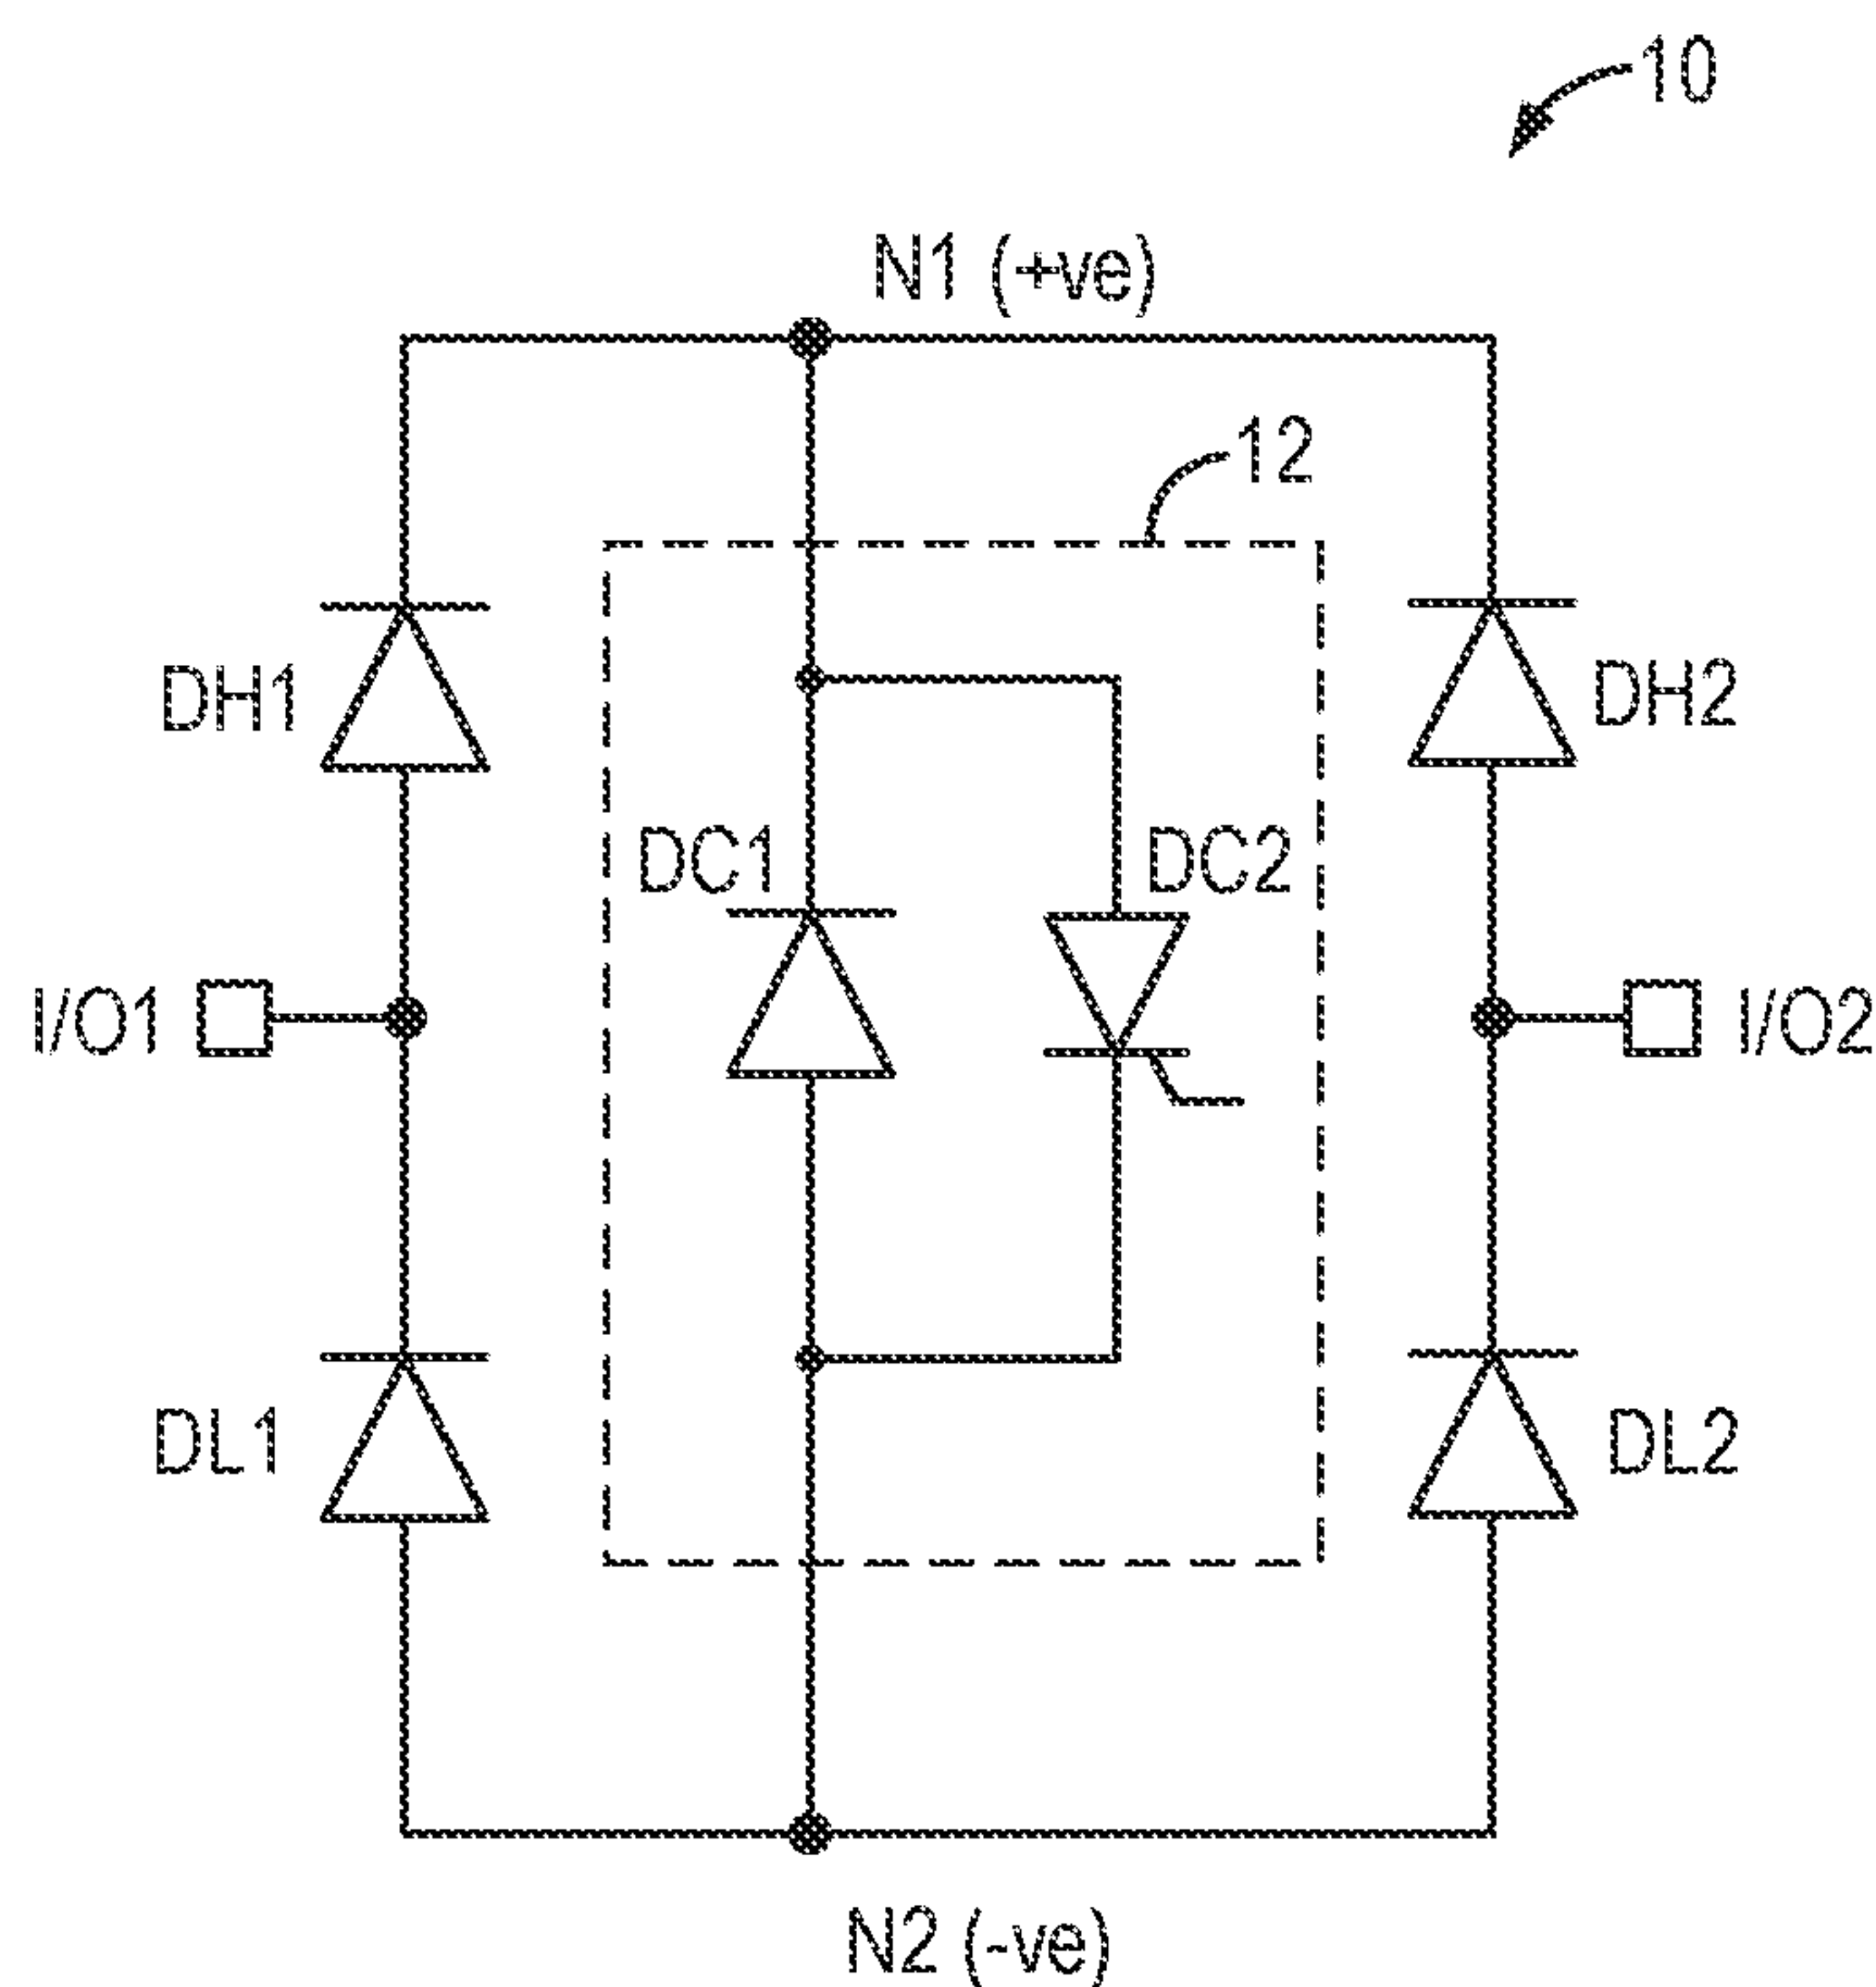 10
N1 (+ve)
12
DH1
DH2
DC1
DC2
I/O1
I/O2
DL1
DL2
N2 (-ve)